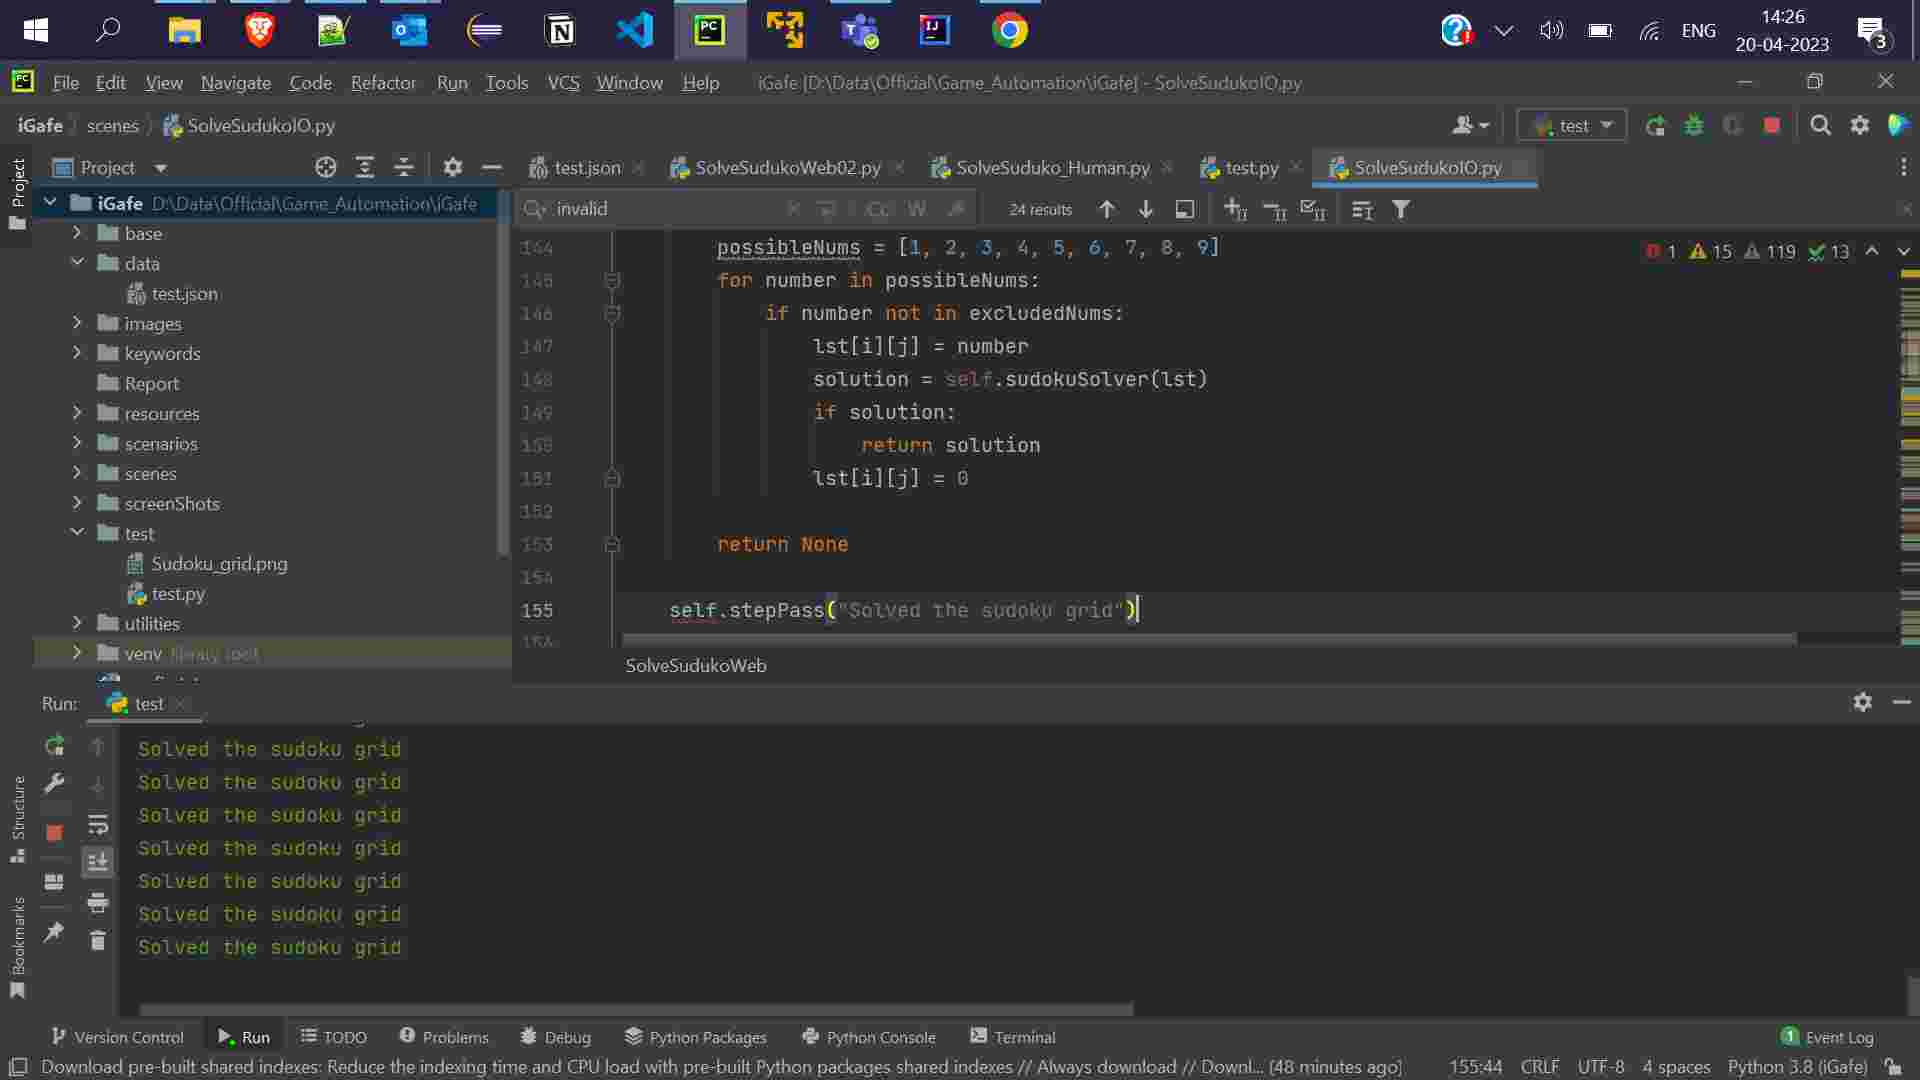 ENG
14:26
20-04-2023
3
File Edit View Navigate Code Refactor Run Tools VCS Window Help iGafe [D:\Data\Official\Game_Automation\iGafe] - SolveSudukoIO.py
iGafe scenes SolveSudukoIO.py
test
Project
test.json SolveSudukoWeb02.py SolveSuduko_Human.py test.py SolveSudukoIO.py
iGafe D:\Data\Official\Game_Automation\iGafe
invalid Cc W 24 results
base
data
test.json
images
keywords
Report
resources
scenarios
scenes
screenShots
test
Sudoku_grid.png
test.py
utilities
venv library root
1 15 119 13
144 possibleNums = [1, 2, 3, 4, 5, 6, 7, 8, 9]
145 for number in possibleNums:
146 if number not in excludedNums:
147 lst[i][j] = number
148 solution = self.sudokuSolver(lst)
149 if solution:
150 return solution
151 lst[i][j] = 0
152
153 return None
154
155 self.stepPass("Solved the sudoku grid")
156
SolveSudukoWeb
Project
Structure
Bookmarks
Run: test
Solved the sudoku grid
Solved the sudoku grid
Solved the sudoku grid
Solved the sudoku grid
Solved the sudoku grid
Solved the sudoku grid
Solved the sudoku grid
Version Control Run TODO Problems Debug Python Packages Python Console Terminal 1 Event Log
Download pre-built shared indexes: Reduce the indexing time and CPU load with pre-built Python packages shared indexes // Always download // Downl... (48 minutes ago) 155:44 CRLF UTF-8 4 spaces Python 3.8 (iGafe)